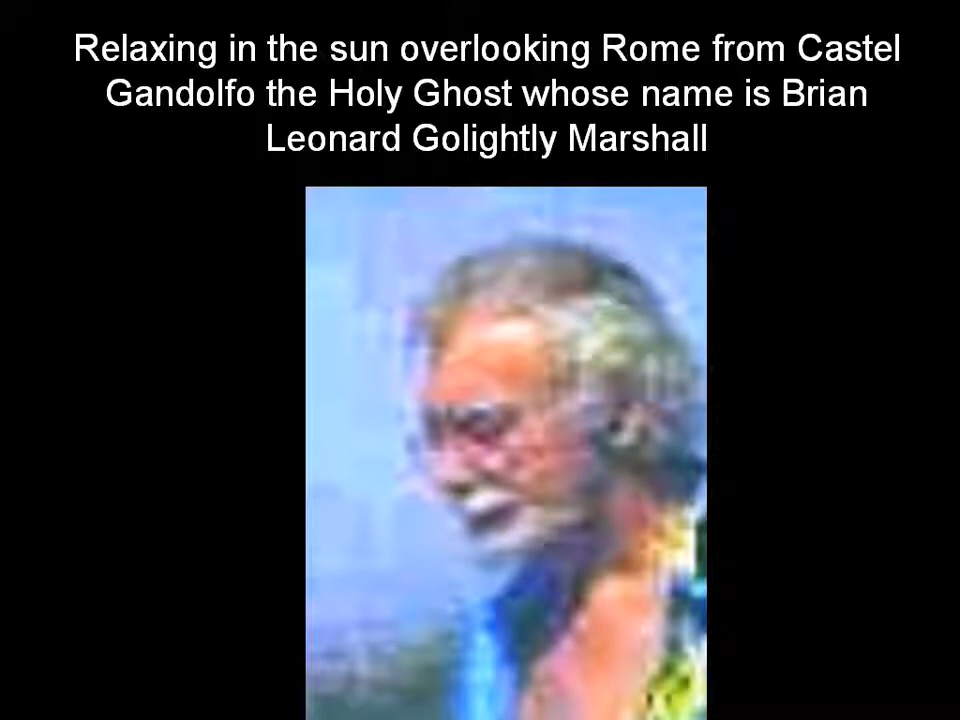 Relaxing in the sun overlooking Rome from Castel
Gandolfo the Holy Ghost whose name is Brian
Leonard Golightly Marshall